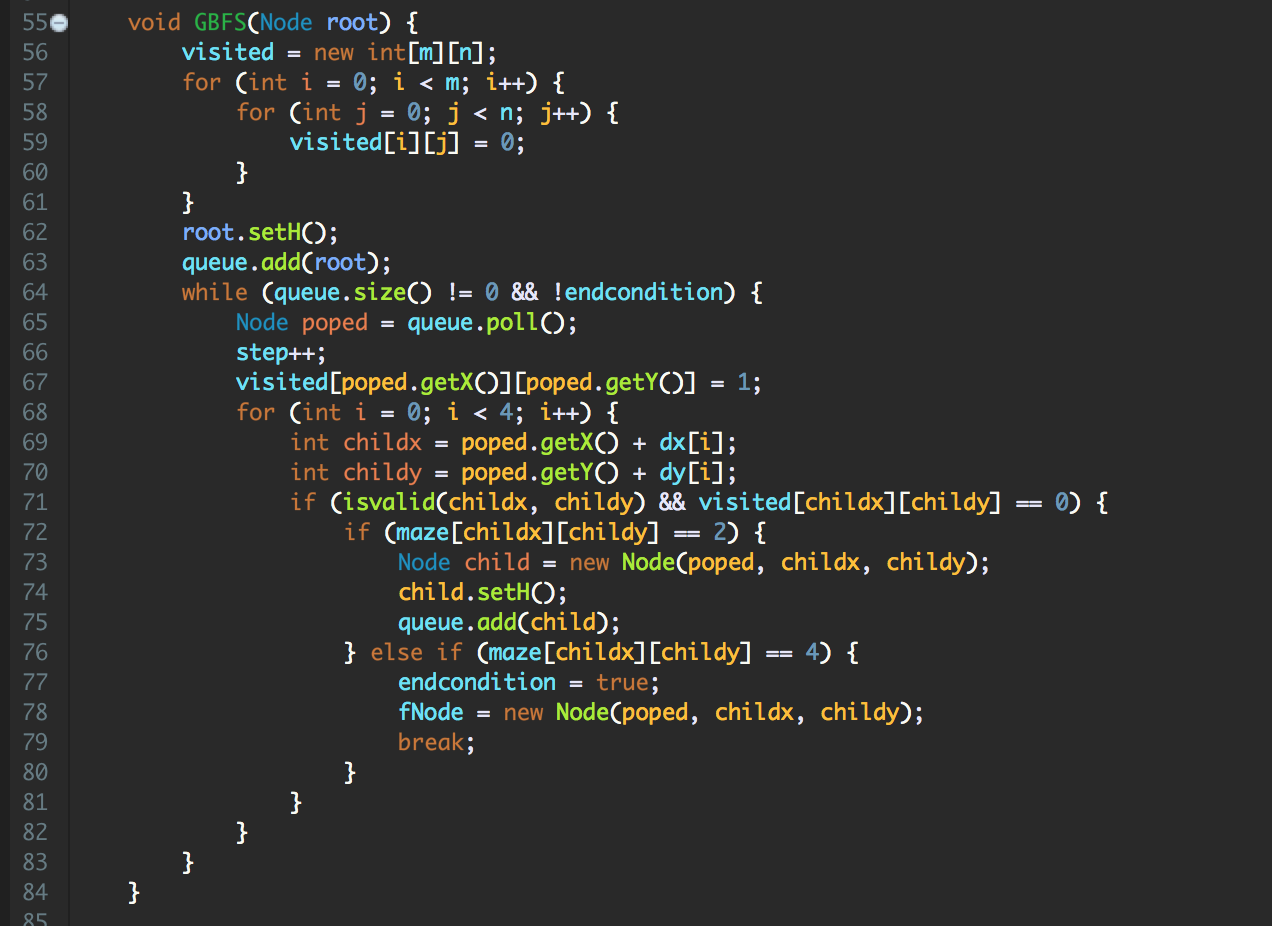 55 void GBFS(Node root) {
56 visited = new int[m][n];
57 for (int i = 0; i < m; i++) {
58 for (int j = 0; j < n; j++) {
59 visited[i][j] = 0;
60 }
61 }
62 root.setH();
63 queue.add(root);
64 while (queue.size() != 0 && !endcondition) {
65 Node poped = queue.poll();
66 step++;
67 visited[poped.getX()][poped.getY()] = 1;
68 for (int i = 0; i < 4; i++) {
69 int childx = poped.getX() + dx[i];
70 int childy = poped.getY() + dy[i];
71 if (isvalid(childx, childy) && visited[childx][childy] == 0) {
72 if (maze[childx][childy] == 2) {
73 Node child = new Node(poped, childx, childy);
74 child.setH();
75 queue.add(child);
76 } else if (maze[childx][childy] == 4) {
77 endcondition = true;
78 fNode = new Node(poped, childx, childy);
79 break;
80 }
81 }
82 }
83 }
84 }
85